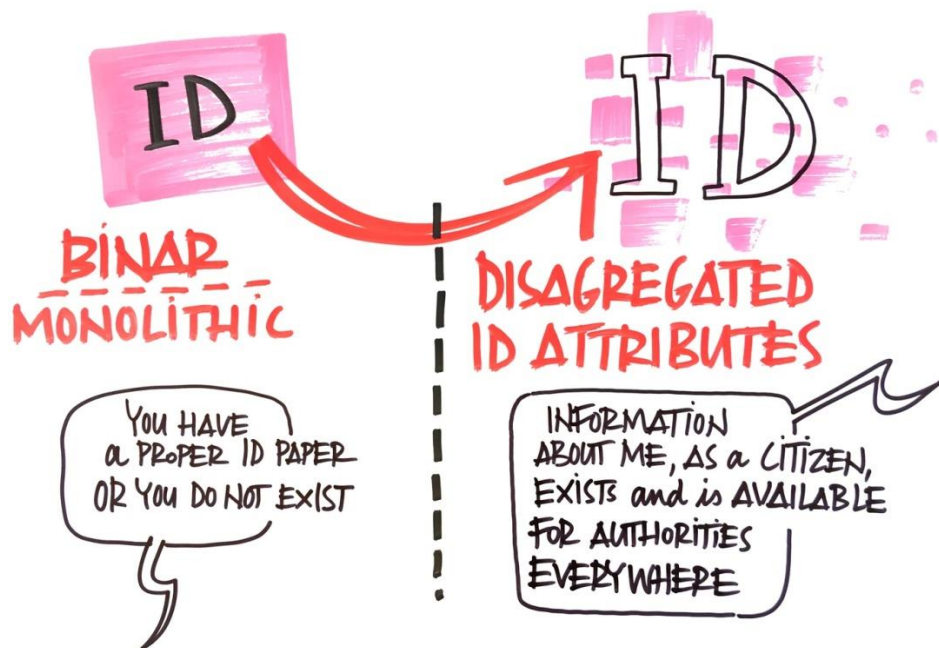 ID
BINAR
MONOLITHIC
YOU HAVE
a PROPER ID PAPER
OR YOU DO NOT EXIST
ID
DISAGREGATED
ID ATTRIBUTES
INFORMATION
ABOUT ME, AS a CITIZEN,
EXISTS and is AVAILABLE
FOR AUTHORITIES
EVERYWHERE